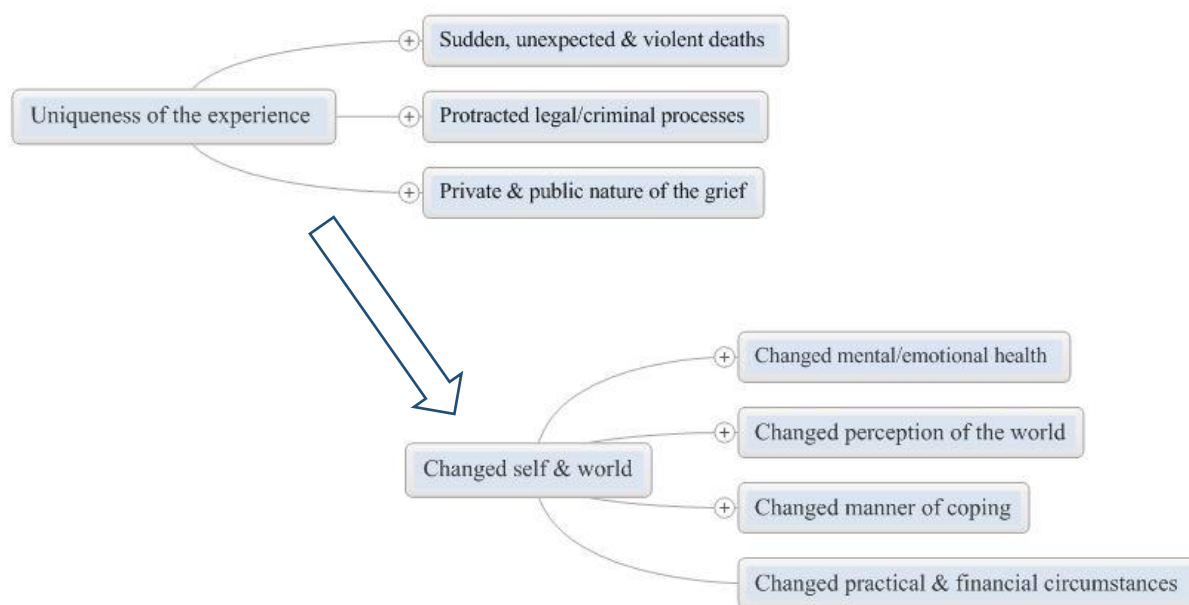 Sudden, unexpected & violent deaths
Uniqueness of the experience
Protracted legal/criminal processes
Private & public nature of the grief
Changed mental/emotional health
Changed perception of the world
Changed self & world
Changed manner of coping
Changed practical & financial circumstances